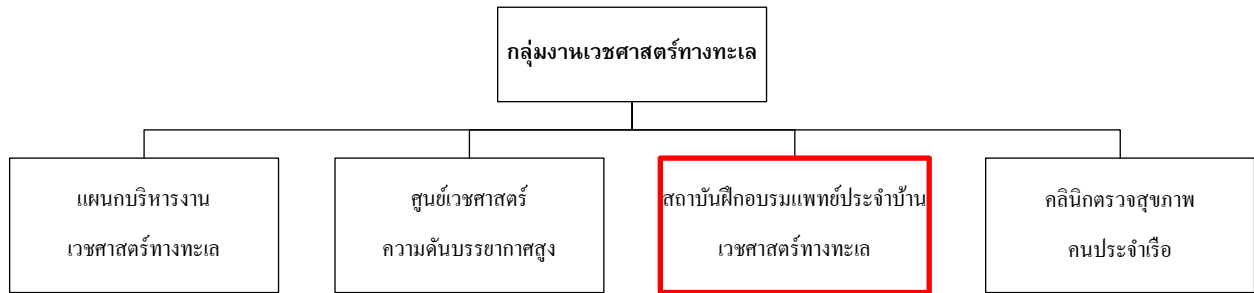 กลุ่มงานเวชศาสตร์ทางทะเล
แผนกบริหารงาน
เวชศาสตร์ทางทะเล
ศูนย์เวชศาสตร์
ความดันบรรยากาศสูง
สถาบันฝึกอบรมแพทย์ประจำบ้าน
เวชศาสตร์ทางทะเล
คลินิกตรวจสุขภาพ
คนประจำเรือ